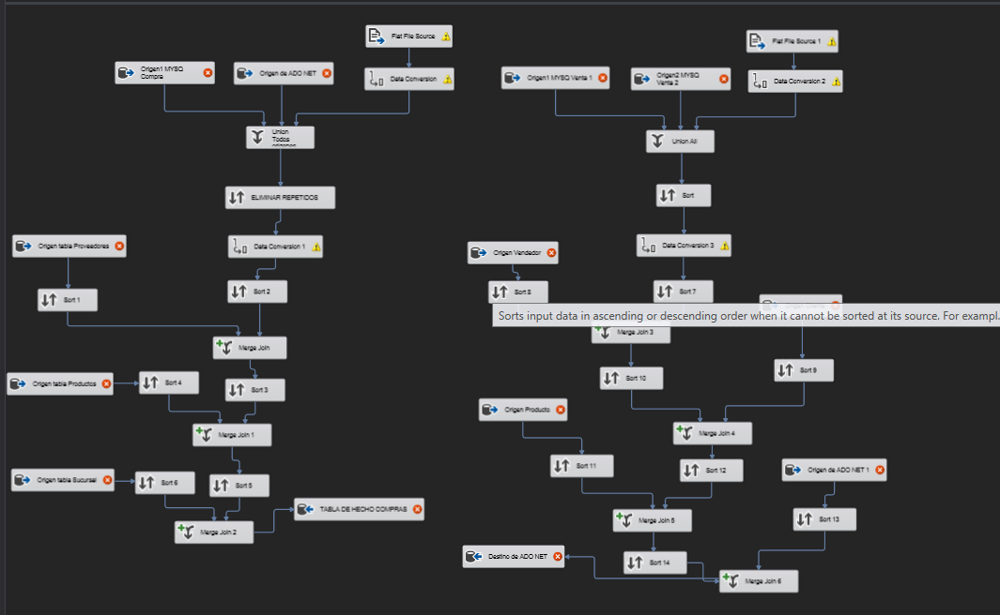 Flat File Source
Flat File Source 1
Origen1 MYSQ
Compra
Origen de ADO NET
Data Conversion
Origen1 MYSQ Venta 1
Origen2 MYSQ
Venta 2
Data Conversion 2
Union
Todos
origenes
Union All
ELIMINAR REPETIDOS
Sort
Origen tabla Proveedores
Data Conversion 1
Origen Vendedor
Data Conversion 3
Sort 1
Sort 2
Sort 8
Sort 7
Sorts input data in ascending or descending order when it cannot be sorted at its source. For exampl.
Merge Join
Merge Join 3
Origen tabla Productos
Sort 4
Sort 3
Sort 10
Sort 9
Merge Join 1
Origen Producto
Merge Join 4
Origen tabla Sucursal
Sort 6
Sort 5
Sort 11
Sort 12
Origen de ADO NET 1
TABLA DE HECHO COMPRAS
Merge Join 2
Merge Join 5
Sort 13
Destino de ADO NET
Sort 14
Merge Join 6